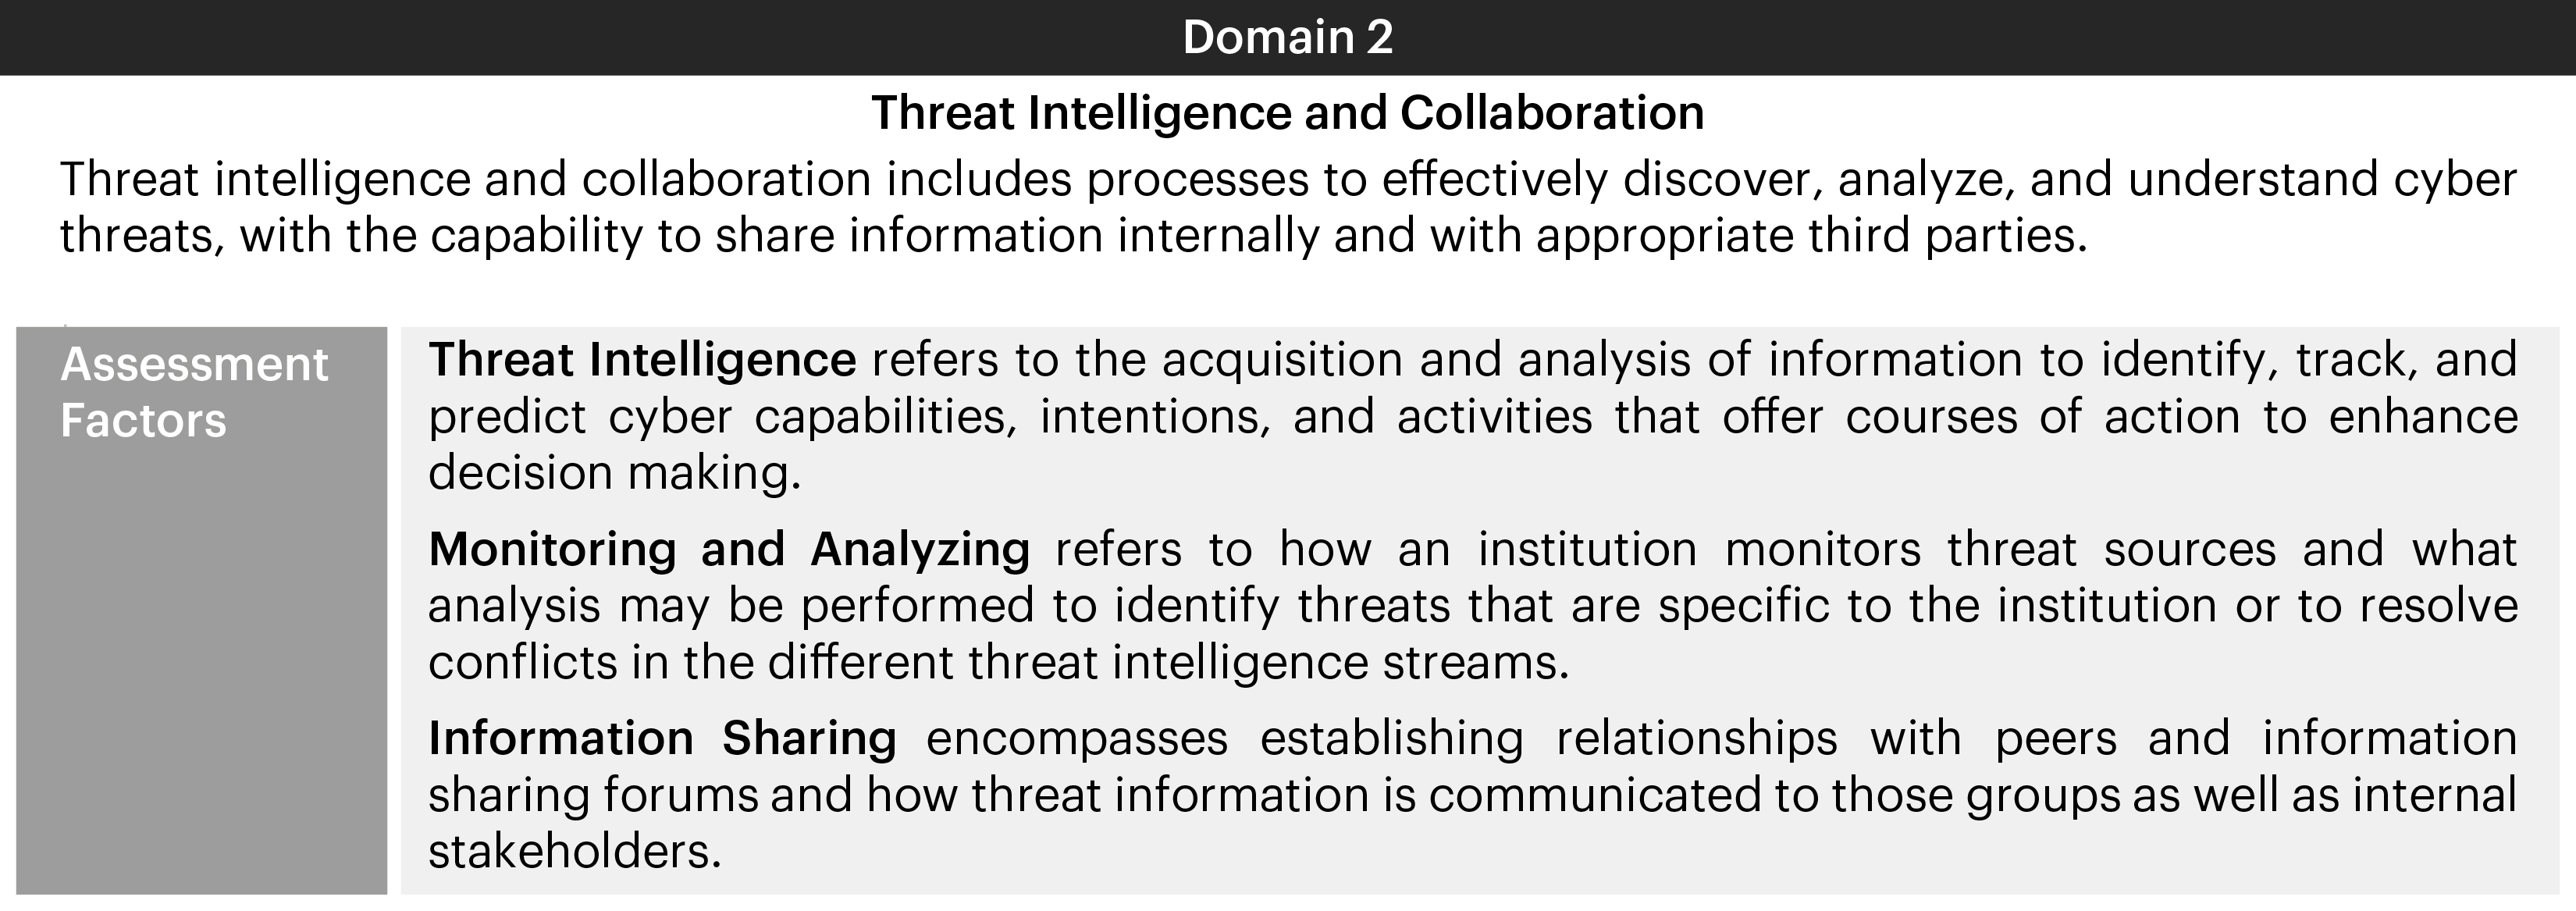 Domain 2
Threat Intelligence and Collaboration
Threat intelligence and collaboration includes processes to effectively discover, analyze, and understand cyber
threats, with the capability to share information internally and with appropriate third parties.
Assessment
Factors
Threat Intelligence refers to the acquisition and analysis of information to identify, track, and
predict cyber capabilities, intentions, and activities that offer courses of action to enhance
decision making.
Monitoring and Analyzing refers to how an institution monitors threat sources and what
analysis may be performed to identify threats that are specific to the institution or to resolve
conflicts in the different threat intelligence streams.
Information Sharing encompasses establishing relationships with peers and information
sharing forums and how threat information is communicated to those groups as well as internal
stakeholders.